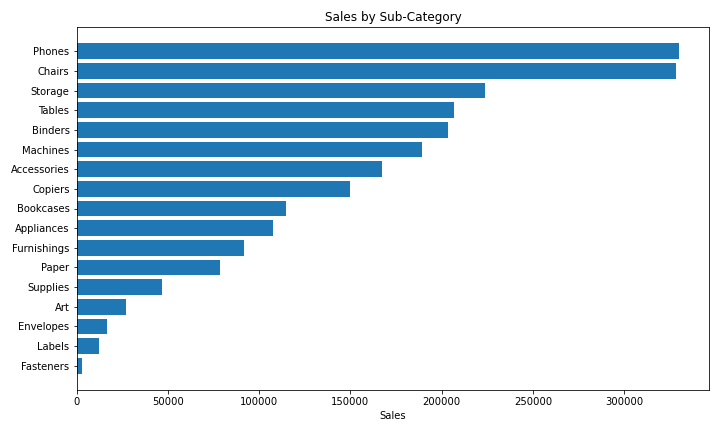 Sales by Sub-Category
Phones
Chairs
Storage
Tables
Binders
Machines
Accessories
Copiers
Bookcases
Appliances
Furnishings
Paper
Supplies
Art
Envelopes
Labels
Fasteners
0 50000 100000 150000 200000 250000 300000
Sales